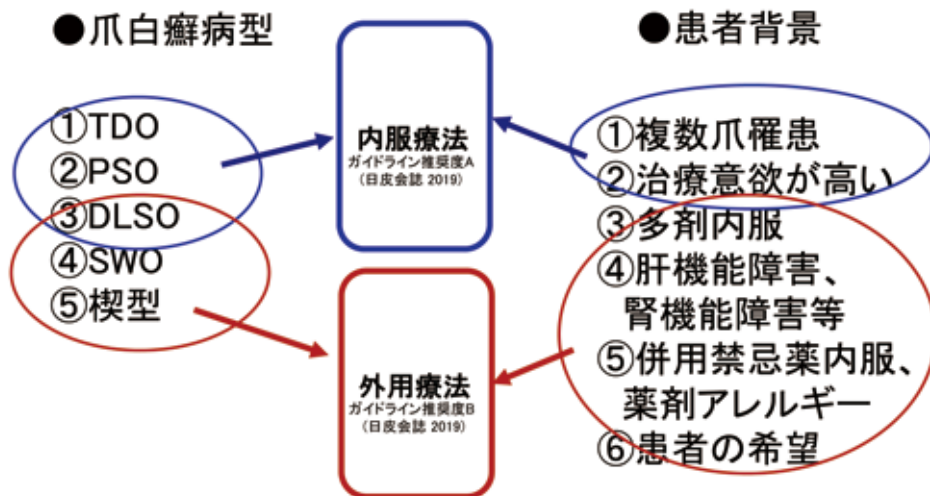 ●爪白癬病型
①TDO
②PSO
③DLSO
④SWO
⑤楔型
内服療法
ガイドライン推奨度A
(日皮会誌 2019)
外用療法
ガイドライン推奨度B
(日皮会誌 2019)
●患者背景
①複数爪罹患
②治療意欲が高い
③多剤内服
④肝機能障害、
腎機能障害等
⑤併用禁忌薬内服、
薬剤アレルギー
⑥患者の希望